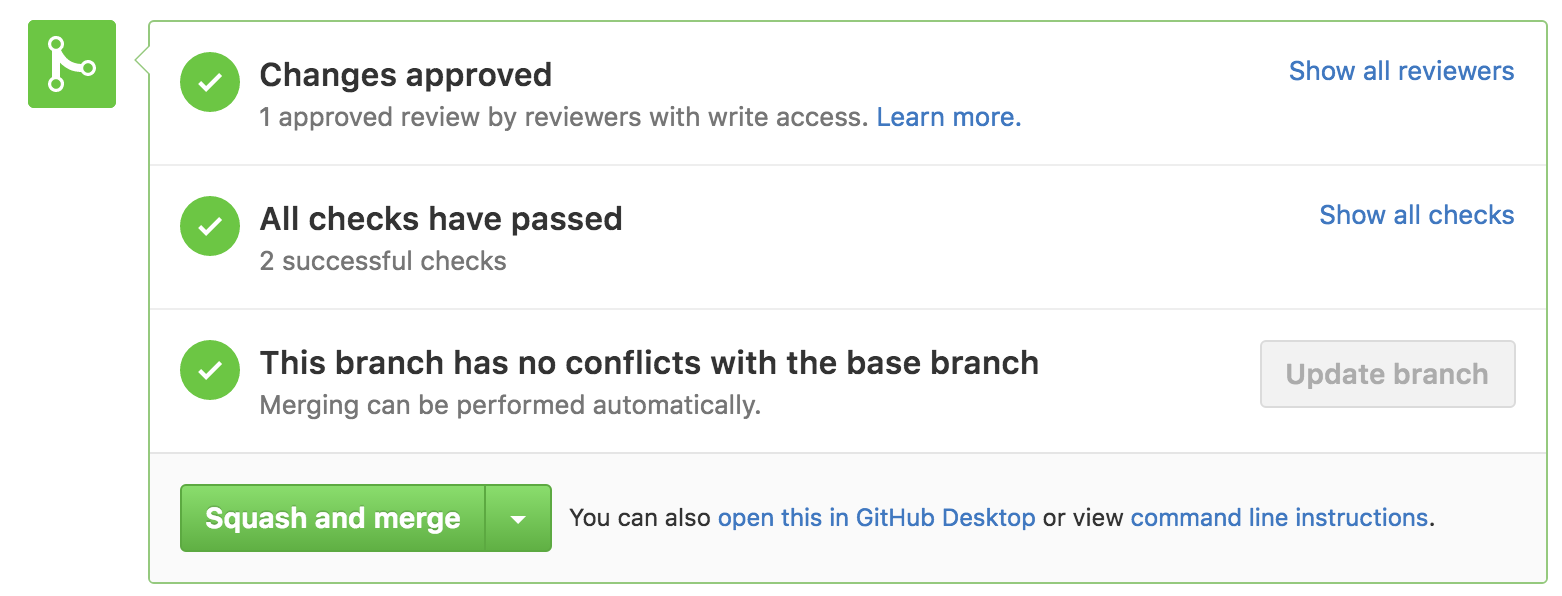 Changes approved
Show all reviewers
1 approved review by reviewers with write access. Learn more.
All checks have passed
Show all checks
2 successful checks
This branch has no conflicts with the base branch
Update branch
Merging can be performed automatically.
Squash and merge
You can also open this in GitHub Desktop or view command line instructions.